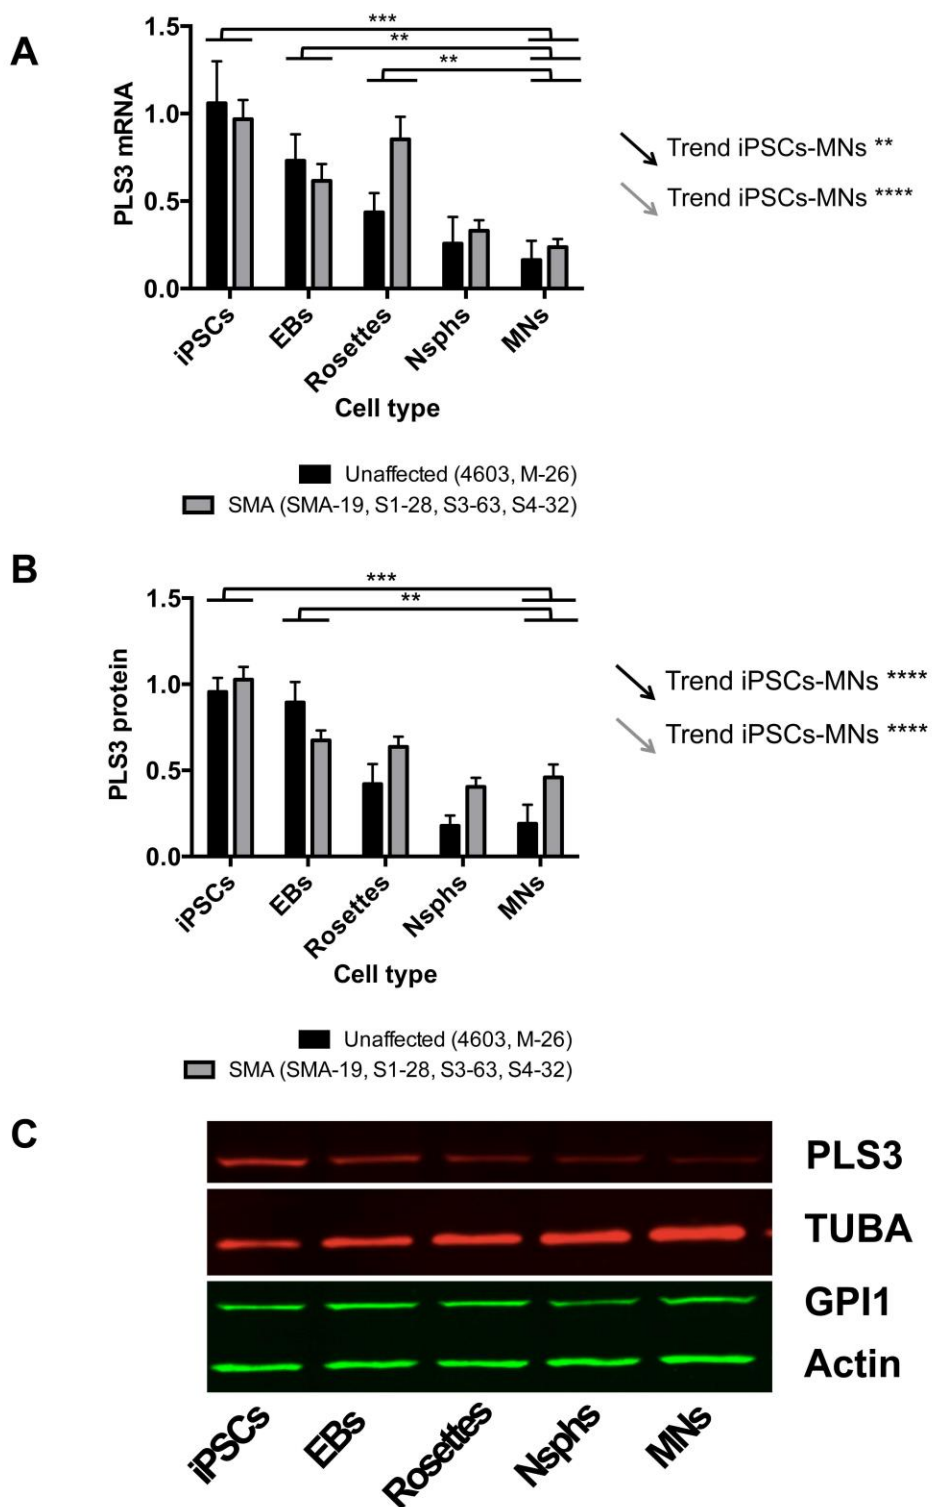 A
PLS3 mRNA
1.5
1.0
0.5
0.0
***
**
**
iPSCs
EBs
Rosettes
Nsphs
MNs
Cell type
Trend iPSCs-MNs **
Trend iPSCs-MNs ****
Unaffected (4603, M-26)
SMA (SMA-19, S1-28, S3-63, S4-32)
B
PLS3 protein
1.5
1.0
0.5
0.0
***
**
iPSCs
EBs
Rosettes
Nsphs
MNs
Cell type
Trend iPSCs-MNs ****
Trend iPSCs-MNs ****
Unaffected (4603, M-26)
SMA (SMA-19, S1-28, S3-63, S4-32)
C
PLS3
TUBA
GPI1
Actin
iPSCs
EBs
Rosettes
Nsphs
MNs